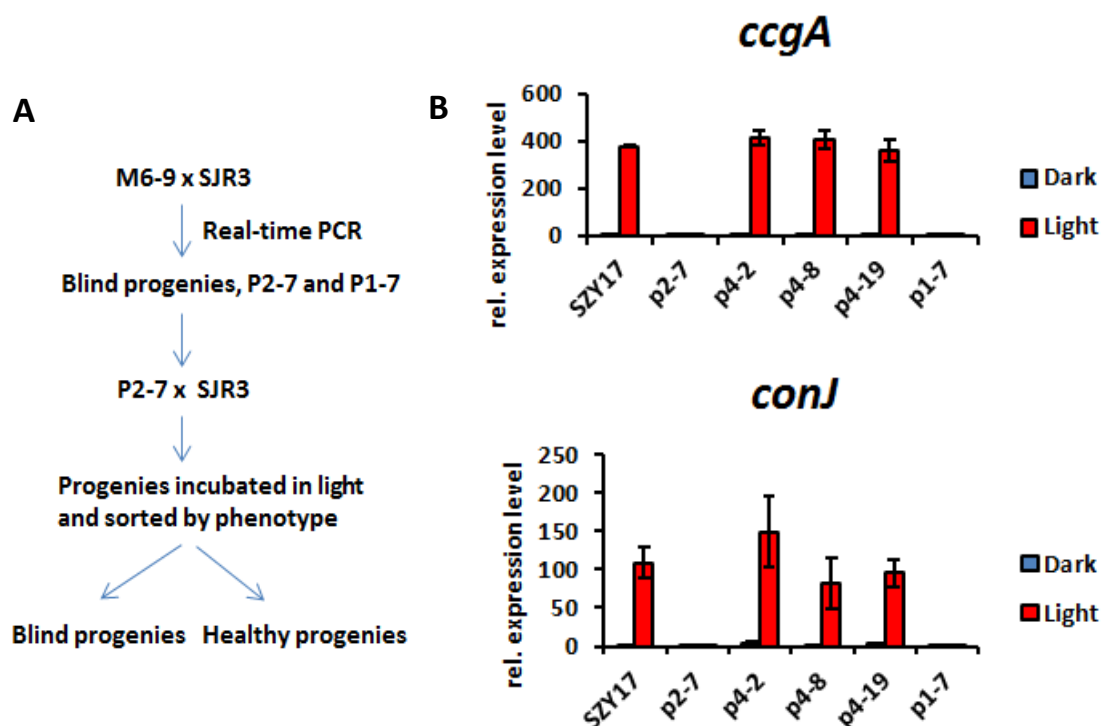 A
M6-9 x SJR3
Real-time PCR
Blind progenies, P2-7 and P1-7
P2-7 x SJR3
Progenies incubated in light
and sorted by phenotype
Blind progenies Healthy progenies
B
ccgA
rel. expression level
600
400
200
0
SZY17
p2-7
p4-2
p4-8
p4-19
p1-7
Dark
Light
conJ
rel. expression level
250
200
150
100
50
0
SZY17
p2-7
p4-2
p4-8
p4-19
p1-7
Dark
Light